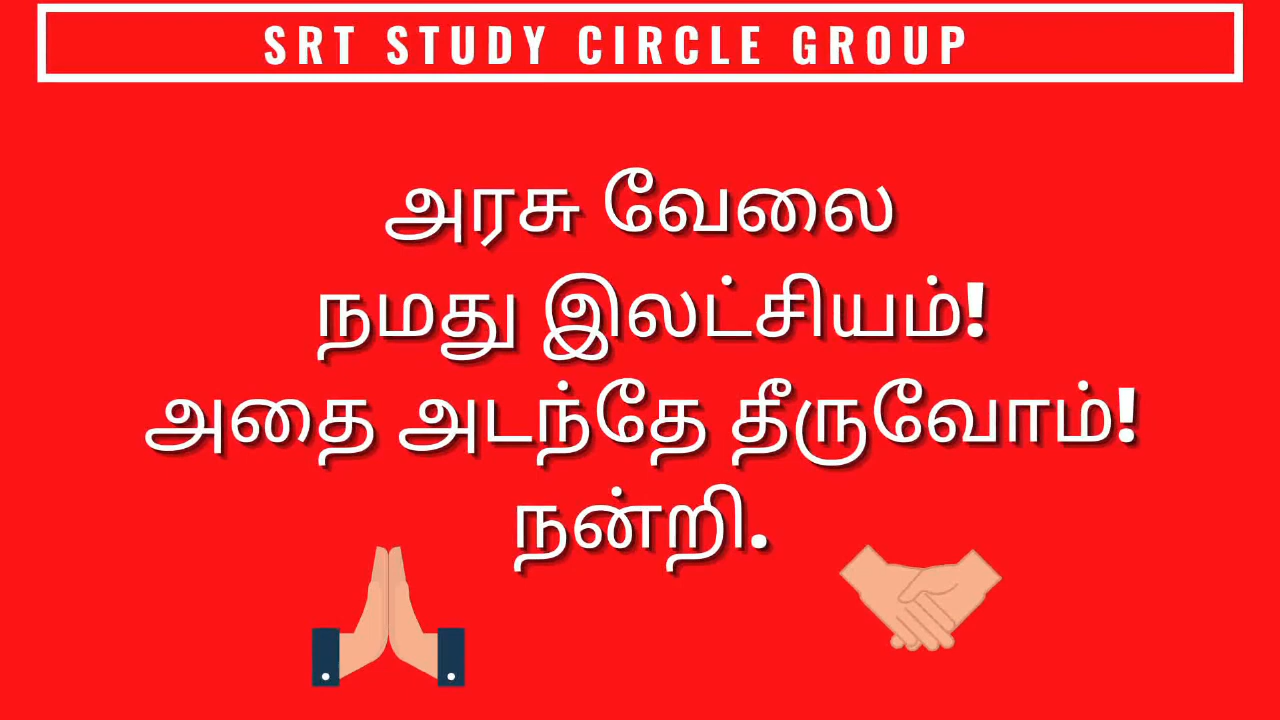 SRT STUDY CIRCLE GROUP
அரசு வேலை
நமது இலட்சியம்!
அதை அடந்தே தீருவோம்!
நன்றி.